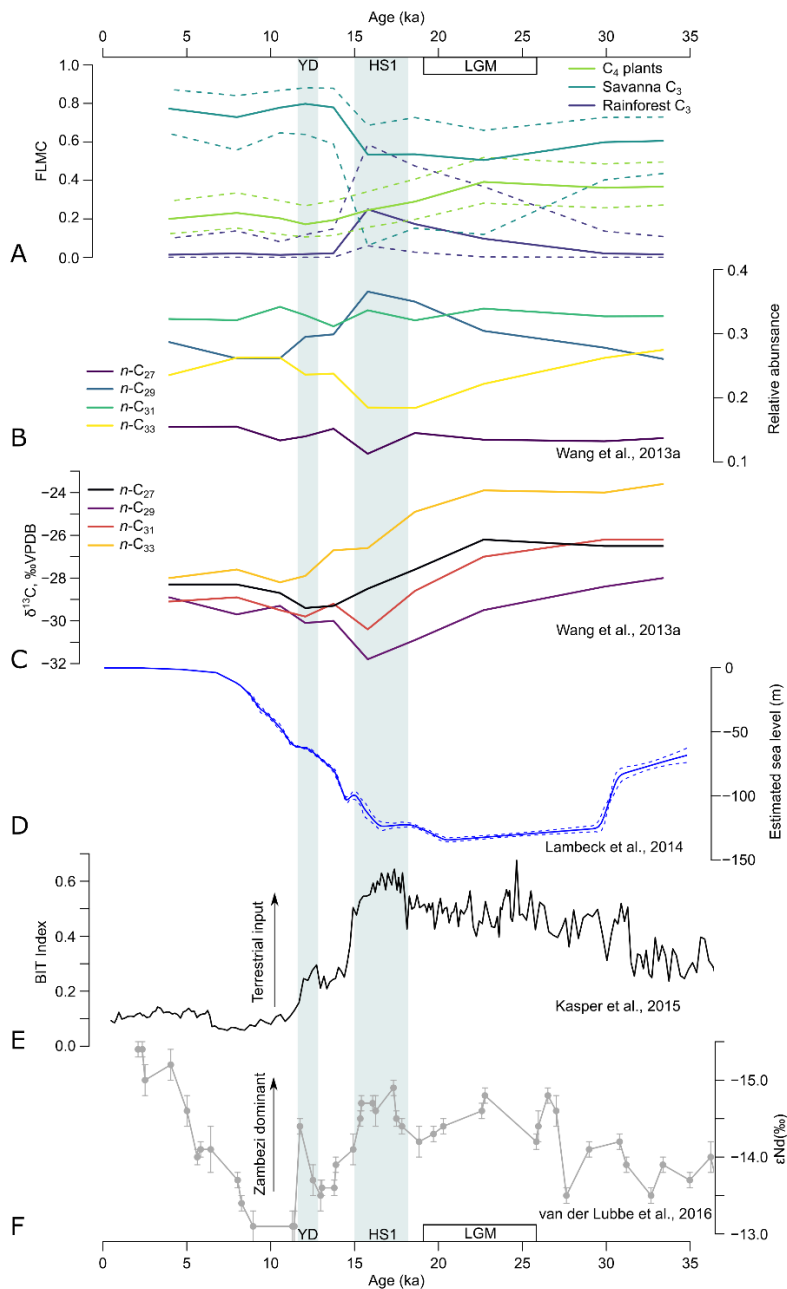 Age (ka)
0 5 10 15 20 25 30 35
YD HS1 LGM
C4 plants
Savanna C3
Rainforest C3
1.0
0.8
0.6
0.4
0.2
0.0
FLMC
A
0.4
0.3
0.2
0.1
Relative abunsance
n-C27
n-C29
n-C31
n-C33
B
Wang et al., 2013a
n-C27
n-C29
n-C31
n-C33
−24
−26
−28
−30
−32
δ13C, ‰VPDB
Wang et al., 2013a
C
0
−50
−100
−150
Estimated sea level (m)
D
Lambeck et al., 2014
0.6
0.4
0.2
0.0
BIT Index
Terrestrial input
Kasper et al., 2015
E
−15.0
−14.0
−13.0
εNd(‰)
Zambezi dominant
van der Lubbe et al., 2016
F
YD HS1 LGM
0 5 10 15 20 25 30 35
Age (ka)